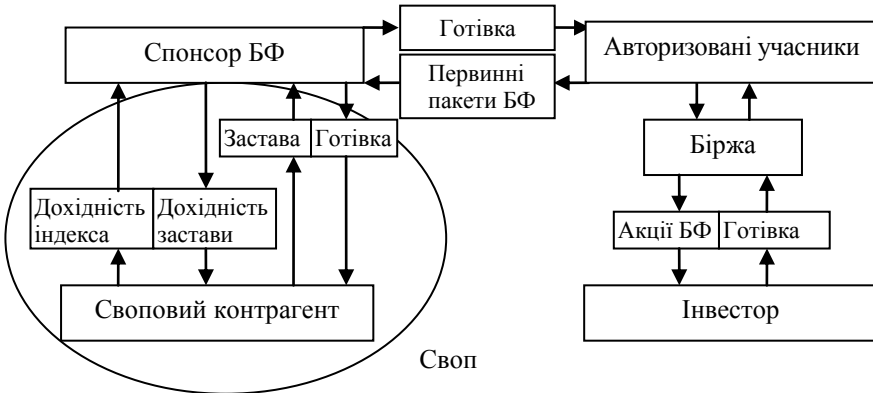 Спонсор БФ
Готівка
Авторизовані учасники
Первинні
пакети БФ
Застава
Готівка
Біржа
Дохідність
індекса
Дохідність
застави
Акції БФ
Готівка
Своповий контрагент
Інвестор
Своп